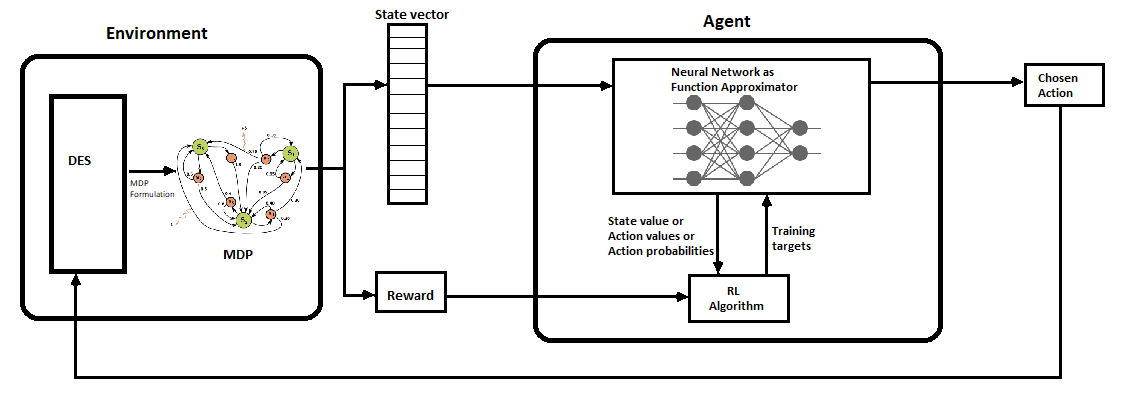 State vector
Agent
Environment
Neural Network as
Function Approximator
Chosen
Action
DES
MDP
Formulation
MDP
State value or
Action values or
Action probabilities
Training
targets
Reward
RL
Algorithm